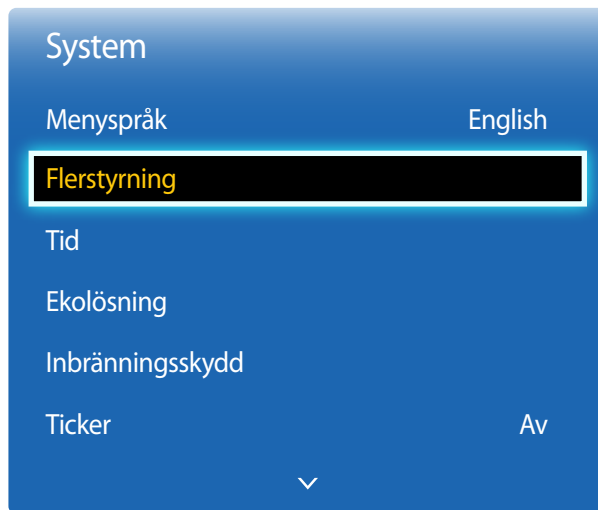 System
Menyspråk English
Flerstyrning
Tid
Ekolösning
Inbränningsskydd
Ticker Av